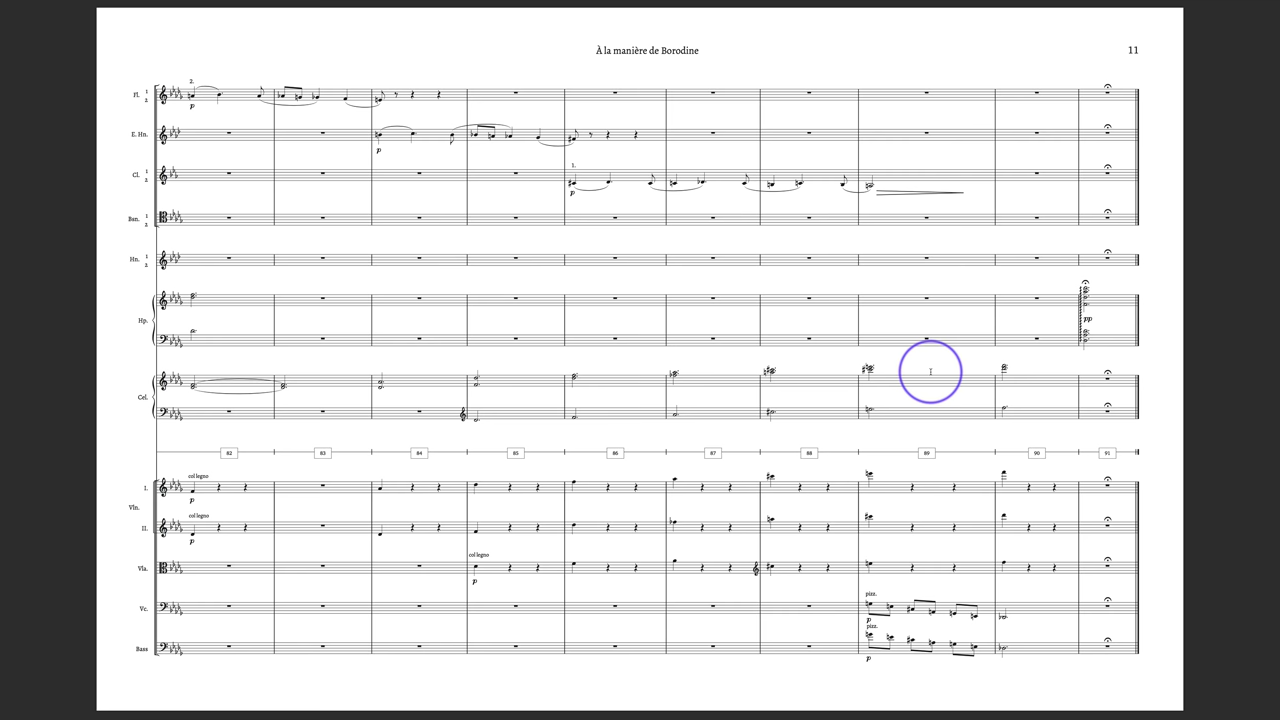 À la manière de Borodine 11
2.
Fl. 1 2
p
E. Hn.
p
1.
Cl. 1 2
p
Bsn. 1 2
Hn. 1 2
Hp.
pp
Cel.
82 83 84 85 86 87 88 89 90 91
col legno
I.
p
Vln.
col legno
II.
p
col legno
Vla.
p
pizz.
Vc.
p
pizz.
Bass
p